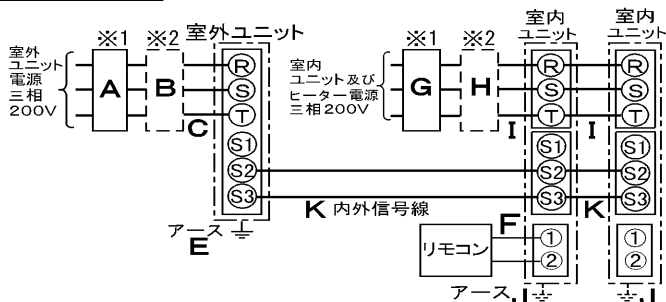 ※1 ※2 室外ユニット
室外
ユニット
電源
三相
200V
A B C
R
S
T
S1
S2
S3
アース
E
※1 ※2
室内
ユニット及び
ヒーター電源
三相200V
G H I I
室内
ユニット
R
S
T
S1
S2
S3
① ②
室内
ユニット
R
S
T
S1
S2
S3
① ②
K 内外信号線
K
F
リモコン
アース J
J